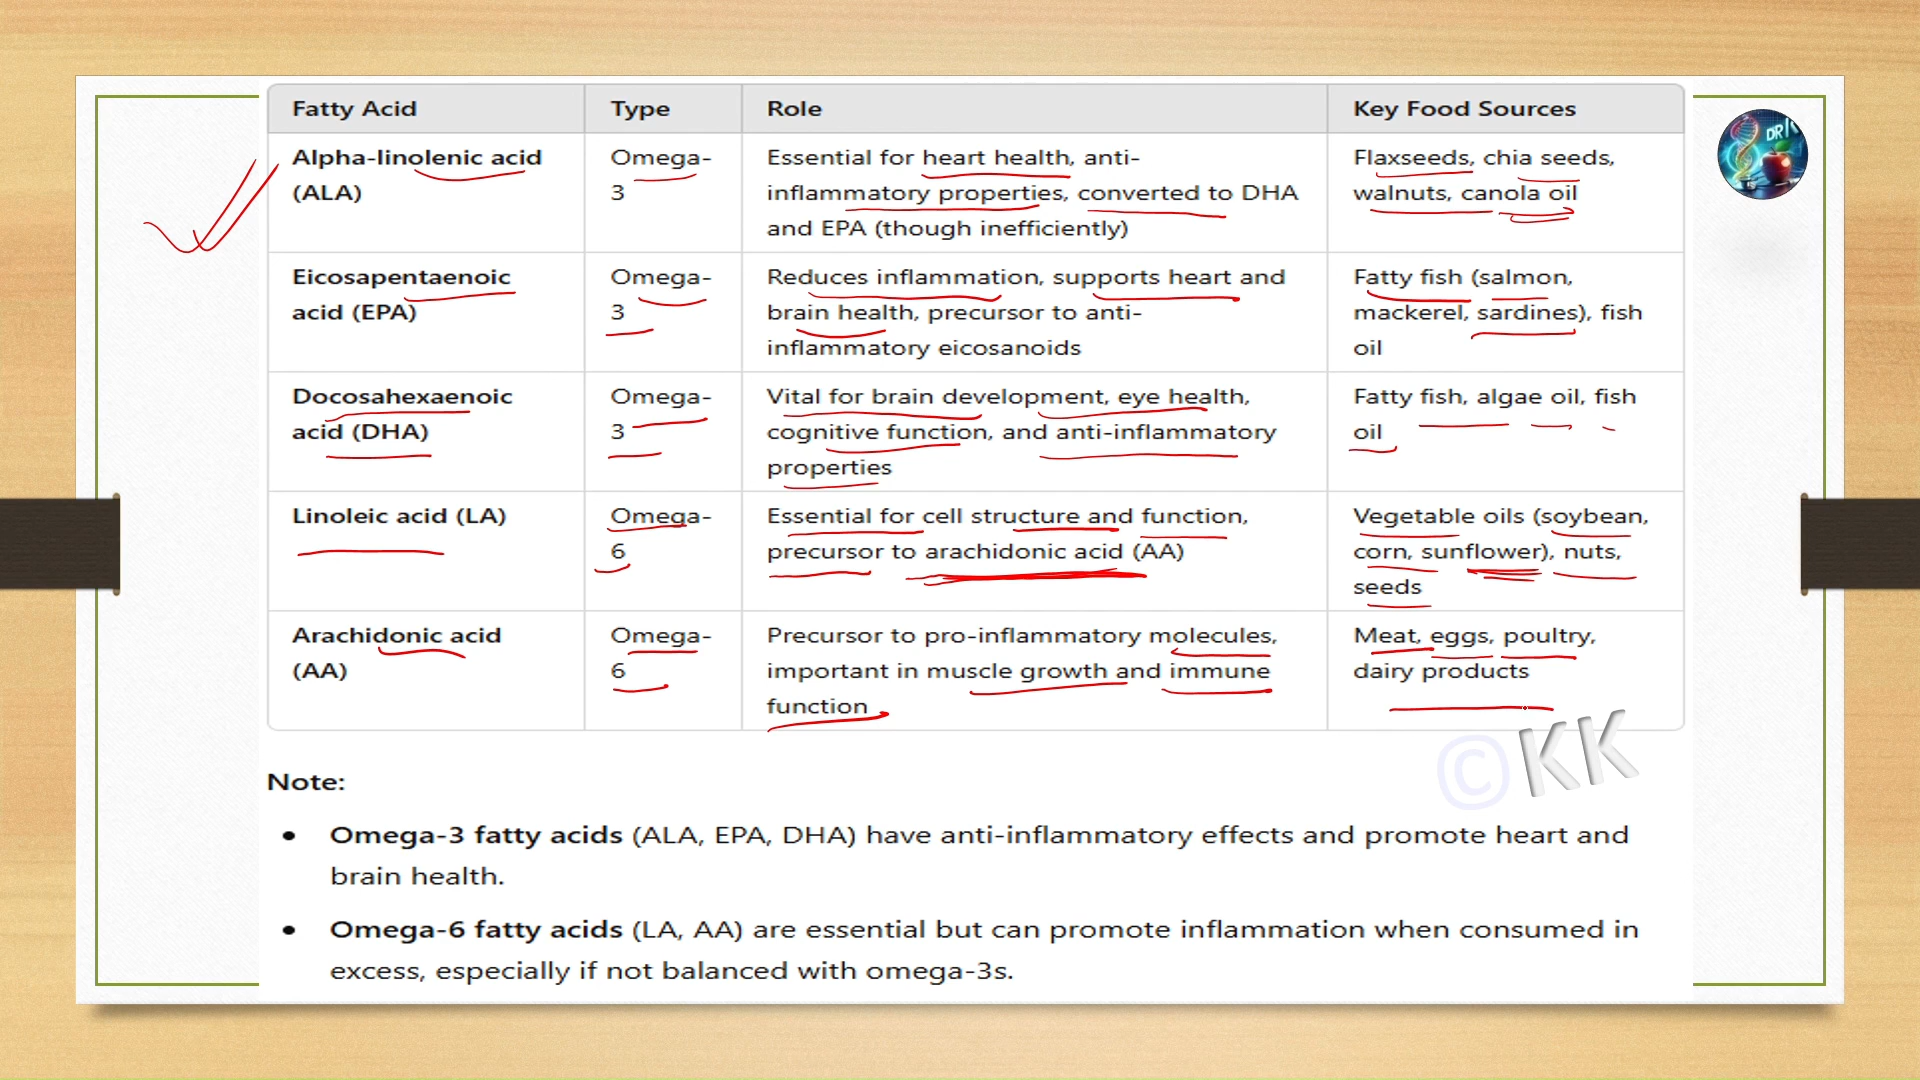 Fatty Acid Type Role Key Food Sources
Alpha-linolenic acid Omega- Essential for heart health, anti- Flaxseeds, chia seeds,
(ALA) 3 inflammatory properties, converted to DHA walnuts, canola oil
and EPA (though inefficiently)
Eicosapentaenoic Omega- Reduces inflammation, supports heart and Fatty fish (salmon,
acid (EPA) 3 brain health, precursor to anti- mackerel, sardines), fish
inflammatory eicosanoids oil
Docosahexaenoic Omega- Vital for brain development, eye health, Fatty fish, algae oil, fish
acid (DHA) 3 cognitive function, and anti-inflammatory oil
properties
Linoleic acid (LA) Omega- Essential for cell structure and function, Vegetable oils (soybean,
6 precursor to arachidonic acid (AA) corn, sunflower), nuts,
seeds
Arachidonic acid Omega- Precursor to pro-inflammatory molecules, Meat, eggs, poultry,
(AA) 6 important in muscle growth and immune dairy products
function
©KK
Note:
• Omega-3 fatty acids (ALA, EPA, DHA) have anti-inflammatory effects and promote heart and
brain health.
• Omega-6 fatty acids (LA, AA) are essential but can promote inflammation when consumed in
excess, especially if not balanced with omega-3s.